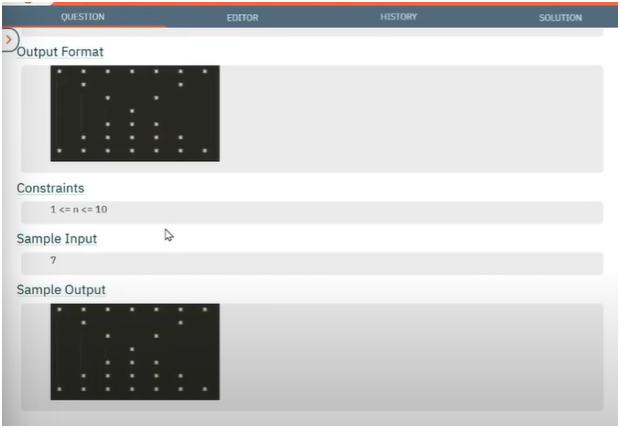 QUESTION EDITOR HISTORY SOLUTION
>
Output Format
* * * * * * *
* *
* *
*
* * *
* * * * *
* * * * * * *
Constraints
1 <= n <= 10
Sample Input
7
Sample Output
* * * * * * *
* *
* *
*
* * *
* * * * *
* * * * * * *